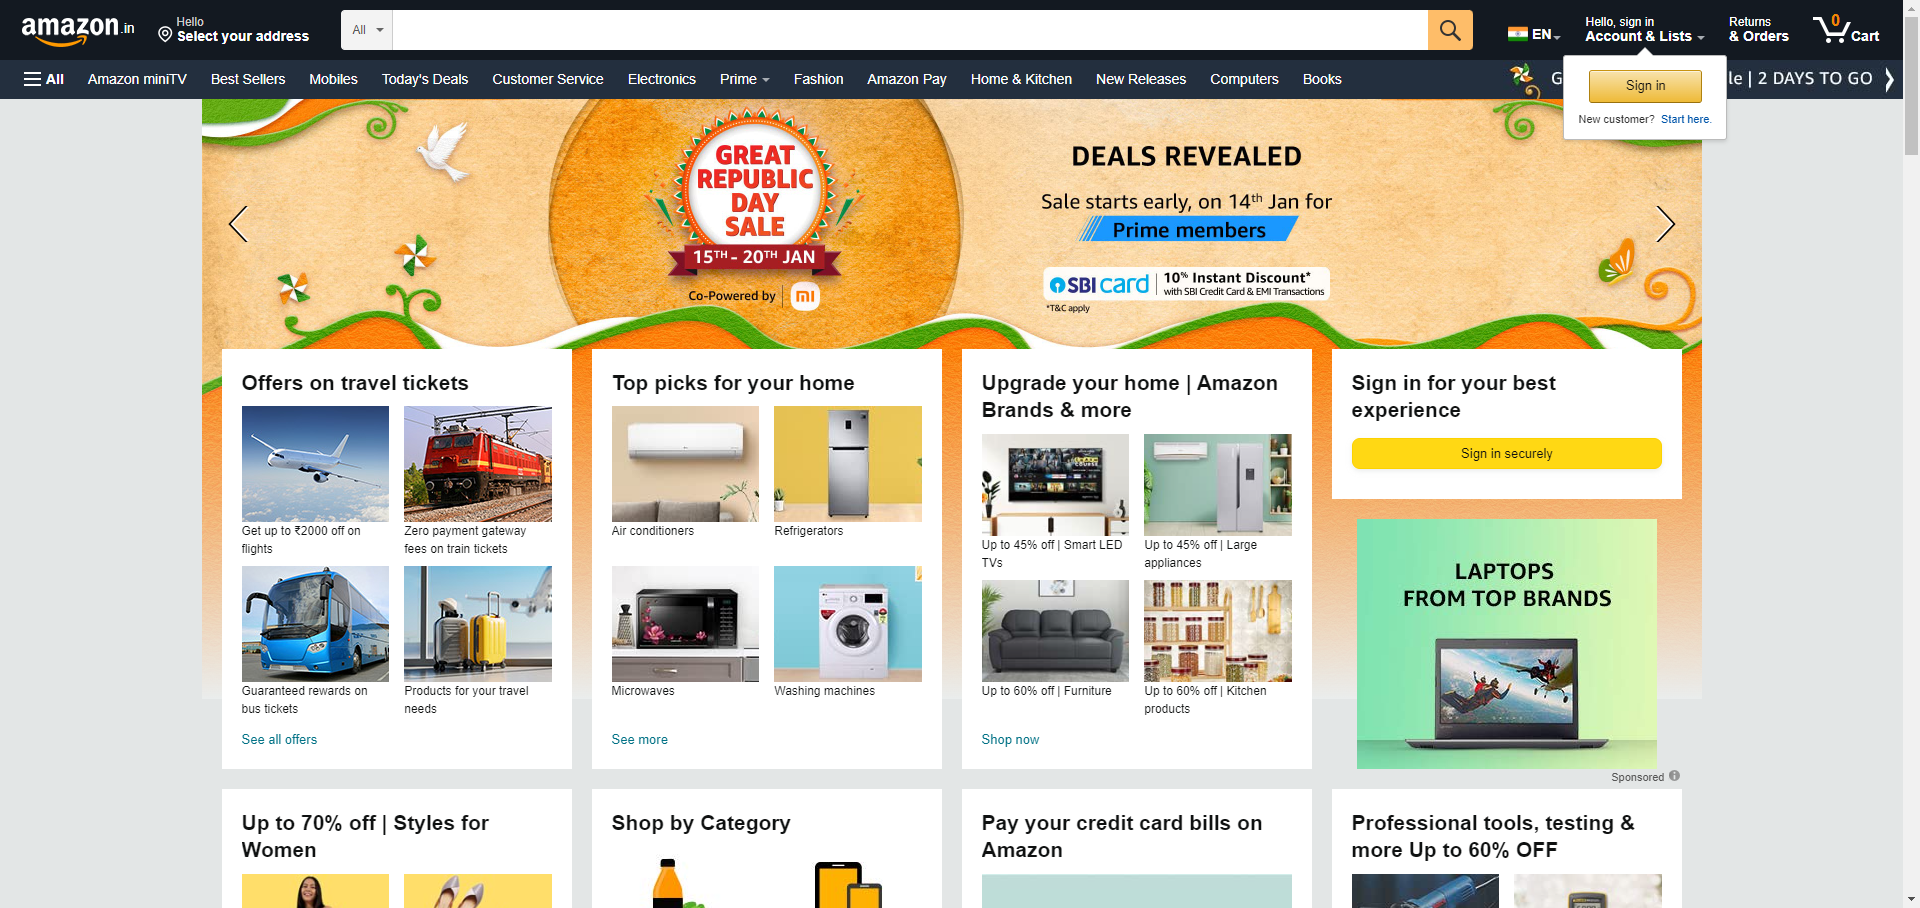 amazon.in
Hello
Select your address
All
EN
Hello, sign in
Account & Lists
Returns
& Orders
0
Cart
All
Amazon miniTV
Best Sellers
Mobiles
Today's Deals
Customer Service
Electronics
Prime
Fashion
Amazon Pay
Home & Kitchen
New Releases
Computers
Books
G
le | 2 DAYS TO GO
Sign in
New customer? Start here.
GREAT
REPUBLIC
DAY
SALE
15TH - 20TH JAN
Co-Powered by
mi
DEALS REVEALED
Sale starts early, on 14th Jan for
Prime members
SBI card
10% Instant Discount*
with SBI Credit Card & EMI Transactions
*T&C apply
Offers on travel tickets
Get up to ₹2000 off on
flights
Zero payment gateway
fees on train tickets
Guaranteed rewards on
bus tickets
Products for your travel
needs
See all offers
Top picks for your home
Air conditioners
Refrigerators
Microwaves
Washing machines
See more
Upgrade your home | Amazon
Brands & more
Up to 45% off | Smart LED
TVs
Up to 45% off | Large
appliances
Up to 60% off | Furniture
Up to 60% off | Kitchen
products
Shop now
Sign in for your best
experience
Sign in securely
LAPTOPS
FROM TOP BRANDS
Sponsored
Up to 70% off | Styles for
Women
Shop by Category
Pay your credit card bills on
Amazon
Professional tools, testing &
more Up to 60% OFF